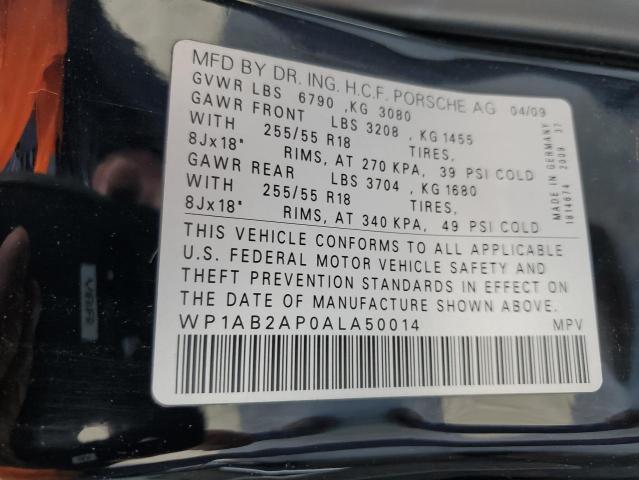 MFD BY DR. ING. H.C.F. PORSCHE AG 04/09
GVWR LBS 6790 ,KG 3080
GAWR FRONT LBS 3208 ,KG 1455
WITH 255/55 R18 TIRES,
8Jx18" RIMS, AT 270 KPA, 39 PSI COLD
GAWR REAR LBS 3704 ,KG 1680
WITH 255/55 R18 TIRES,
8Jx18" RIMS, AT 340 KPA, 49 PSI COLD
THIS VEHICLE CONFORMS TO ALL APPLICABLE
U.S. FEDERAL MOTOR VEHICLE SAFETY AND
THEFT PREVENTION STANDARDS IN EFFECT ON
THE DATE OF MANUFACTURE SHOWN ABOVE.
WP1AB2AP0ALA50014 MPV
MADE IN GERMANY
1814674 2009 37